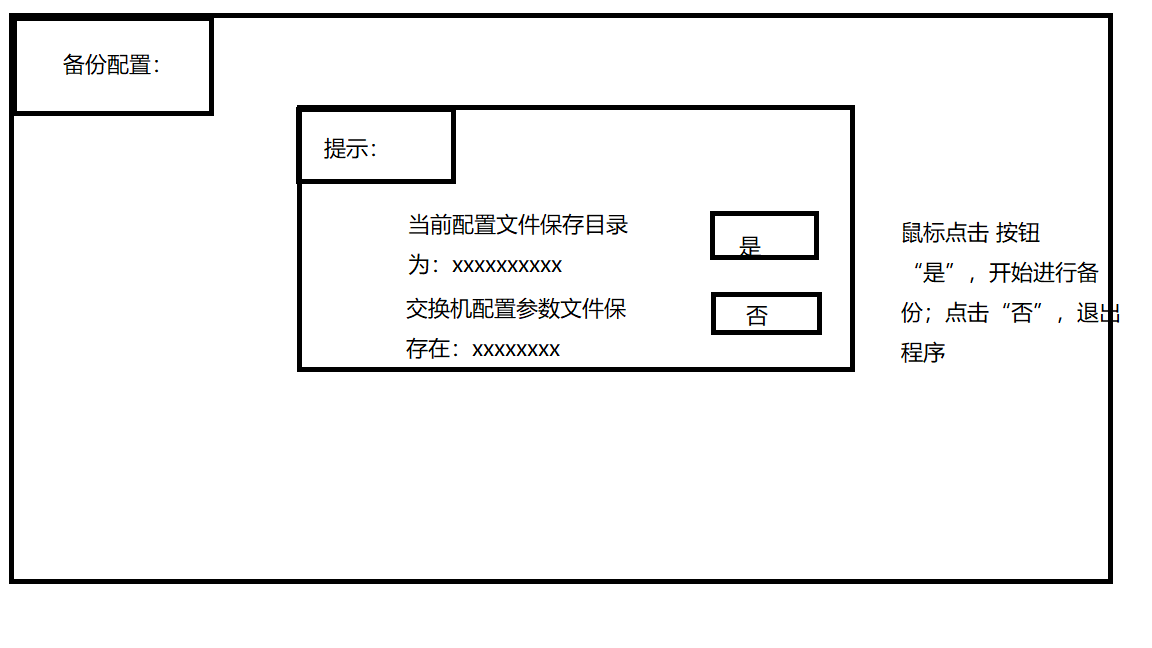 备份配置：
提示：
当前配置文件保存目录
为：xxxxxxxxxx
交换机配置参数文件保
存在：xxxxxxxx
是
否
鼠标点击 按钮
“是”，开始进行备
份；点击“否”，退出
程序